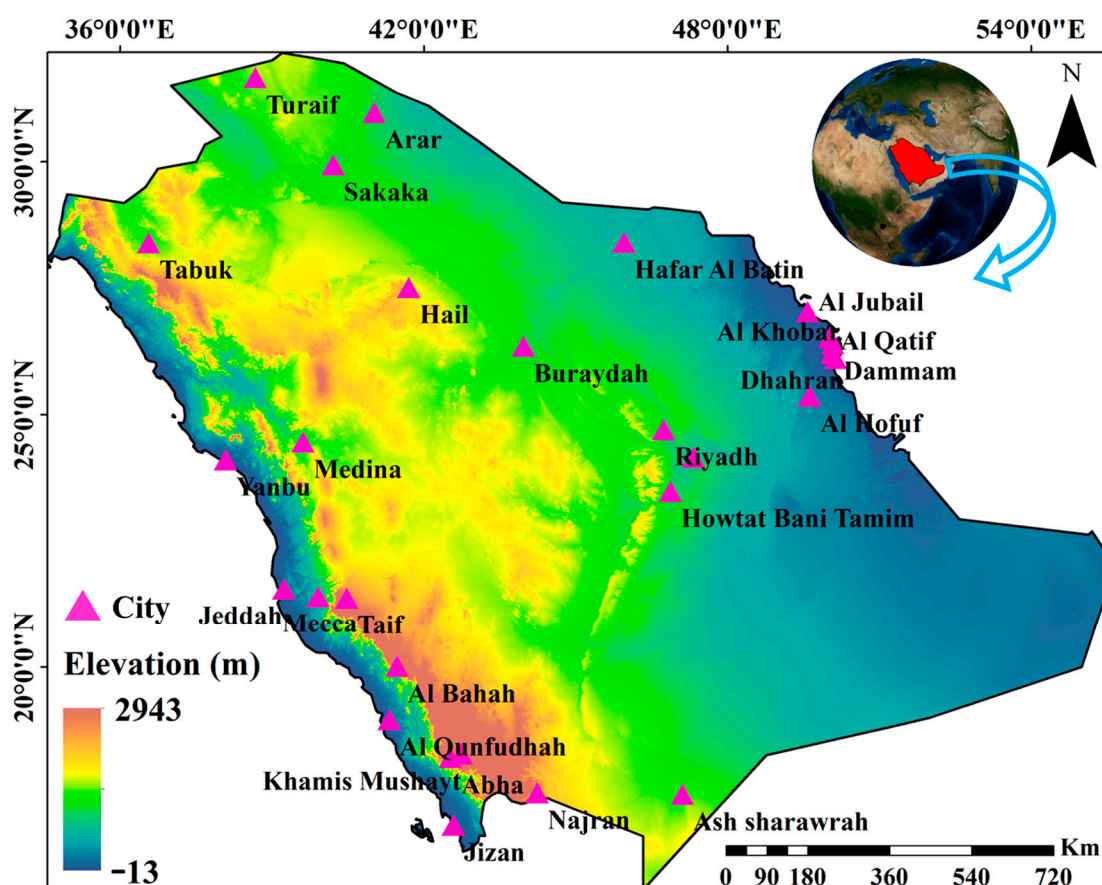 36°0'0"E 41°0'0"E 48°0'0"E 54°0'0"E
N
30°0'0"N
25°0'0"N
20°0'0"N
Turaif
Arar
Sakaka
Tabuk
Hafar Al Batin
Hail
Al Jubail
Al Khobar
Al Qatif
Buraydah
Dhahran
Dammam
Al Hofuf
Medina
Riyadh
Yanbu
Howtat Bani Tamim
City
Jeddah
Mecca
Taif
Elevation (m)
2943
-13
Al Bahah
Al Qunfudhah
Khamis Mushayt
Abha
Najran
Ash sharawrah
Jizan
Km
0 90 180 360 540 720